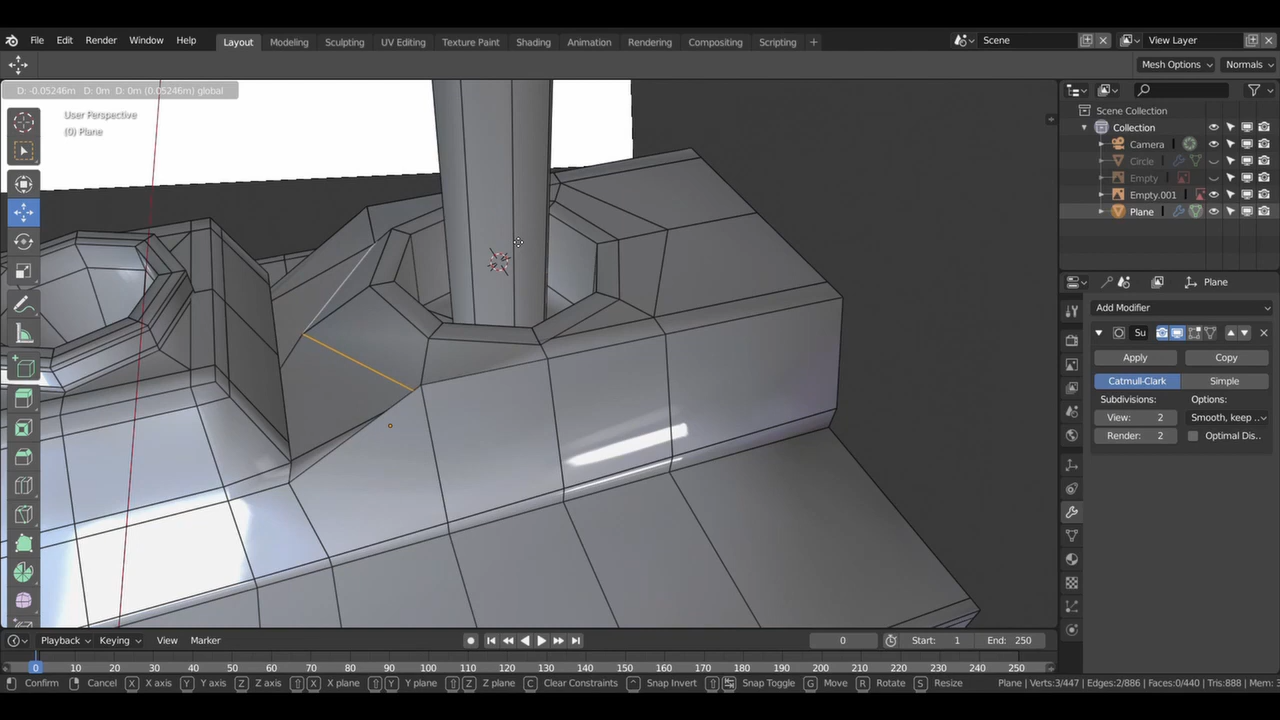 File Edit Render Window Help Layout Modeling Sculpting UV Editing Texture Paint Shading Animation Rendering Compositing Scripting + Scene View Layer
Mesh Options Normals
D: -0.05246m D: 0m D: 0m (0.05246m) global
User Perspective
(0) Plane
Scene Collection
Collection
Camera
Circle
Empty
Empty.001
Plane
Plane
Add Modifier
Su
Apply Copy
Catmull-Clark Simple
Subdivisions: Options:
View: 2 Smooth, keep ..
Render: 2 Optimal Dis..
Playback Keying View Marker 0 Start: 1 End: 250
0 10 20 30 40 50 60 70 80 90 100 110 120 130 140 150 160 170 180 190 200 210 220 230 240 250
Confirm Cancel X X axis Y Y axis Z Z axis X X plane Y Y plane Z Z plane C Clear Constraints Snap Invert Snap Toggle G Move R Rotate S Resize Plane | Verts:3/447 | Edges:2/886 | Faces:0/440 | Tris:888 | Mem: 3